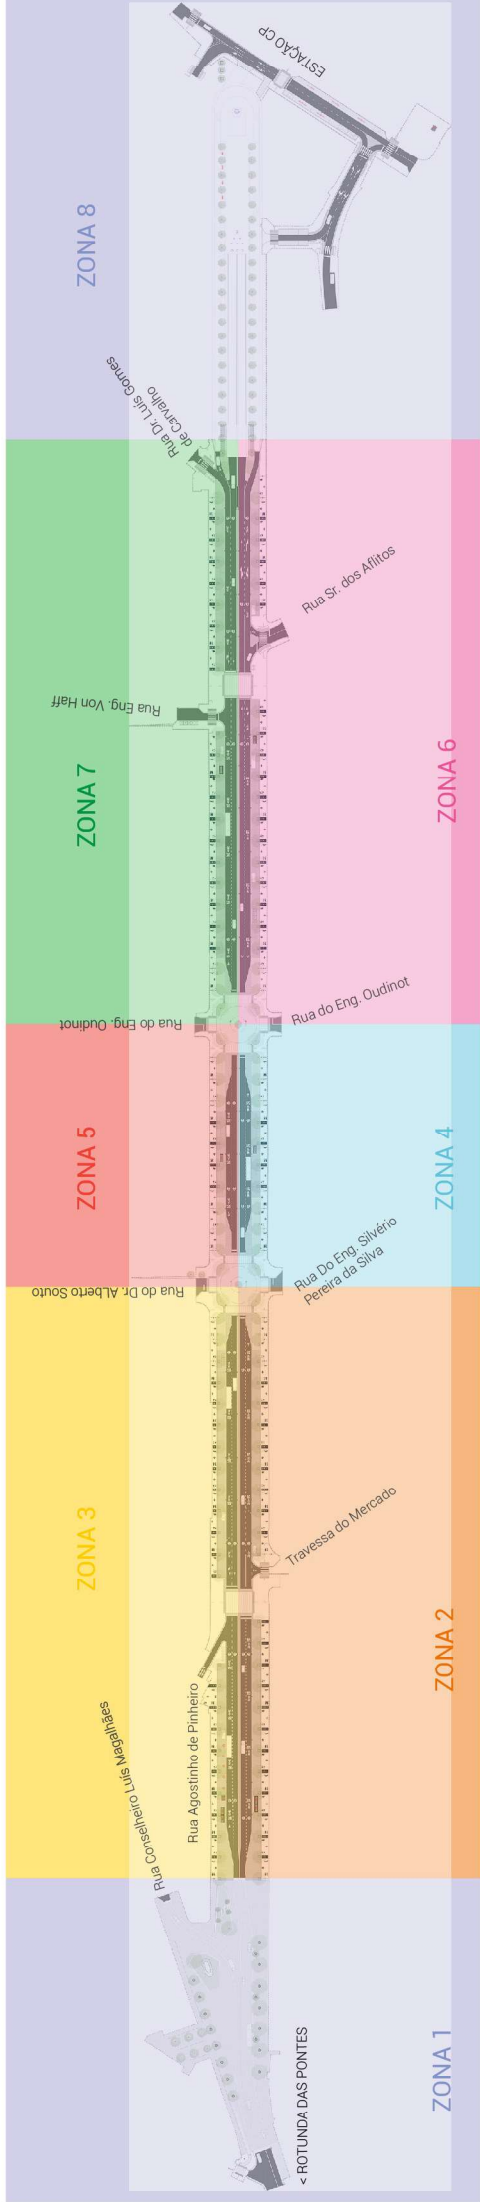 ESTAÇÃO CP
ZONA 8
Rua Dr. Luís Gomes
de Carvalho
Rua Sr. dos Aflitos
Rua Eng. Von Haff
ZONA 7
ZONA 6
Rua do Eng. Oudinot
Rua do Eng. Oudinot
ZONA 5
ZONA 4
Rua Do Eng. Silvério
Pereira da Silva
Rua do Dr. ALberto Souto
ZONA 3
Travessa do Mercado
ZONA 2
Rua Agostinho de Pinheiro
Rua Conselheiro Luís Magalhães
ZONA 1
< ROTUNDA DAS PONTES